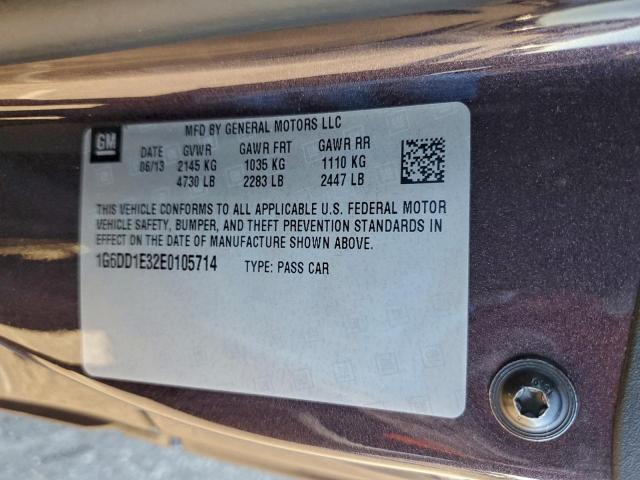 MFD BY GENERAL MOTORS LLC
GM
DATE GVWR GAWR FRT GAWR RR
06/13 2145 KG 1035 KG 1110 KG
4730 LB 2283 LB 2447 LB
THIS VEHICLE CONFORMS TO ALL APPLICABLE U.S. FEDERAL MOTOR
VEHICLE SAFETY, BUMPER, AND THEFT PREVENTION STANDARDS IN
EFFECT ON THE DATE OF MANUFACTURE SHOWN ABOVE.
1G6DD1E32E0105714 TYPE: PASS CAR